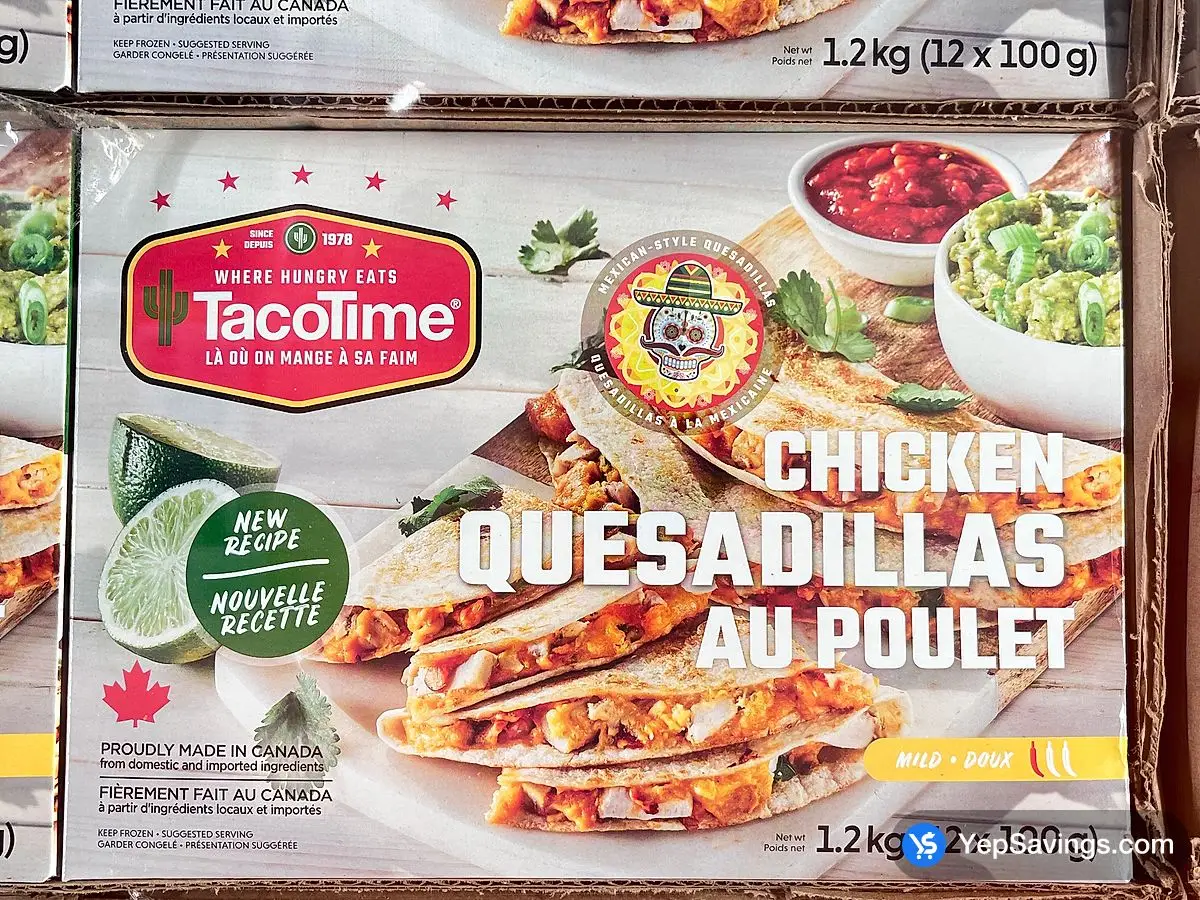 FIÈREMENT FAIT AU CANADA
à partir d'ingrédients locaux et importés
KEEP FROZEN • SUGGESTED SERVING
GARDER CONGELÉ • PRÉSENTATION SUGGÉRÉE
g)
Net wt
Poids net
1.2 kg (12 x 100 g)
SINCE
DEPUIS
1978
WHERE HUNGRY EATS
TacoTime®
LÀ OÙ ON MANGE À SA FAIM
MEXICAN-STYLE QUESADILLAS
QUESADILLAS À LA MEXICAINE
CHICKEN
QUESADILLAS
AU POULET
NEW
RECIPE
NOUVELLE
RECETTE
PROUDLY MADE IN CANADA
from domestic and imported ingredients
FIÈREMENT FAIT AU CANADA
à partir d'ingrédients locaux et importés
KEEP FROZEN • SUGGESTED SERVING
GARDER CONGELÉ • PRÉSENTATION SUGGÉRÉE
MILD • DOUX
)
Net wt
Poids net
1.2 kg (12 x 100 g)
YepSavings.com